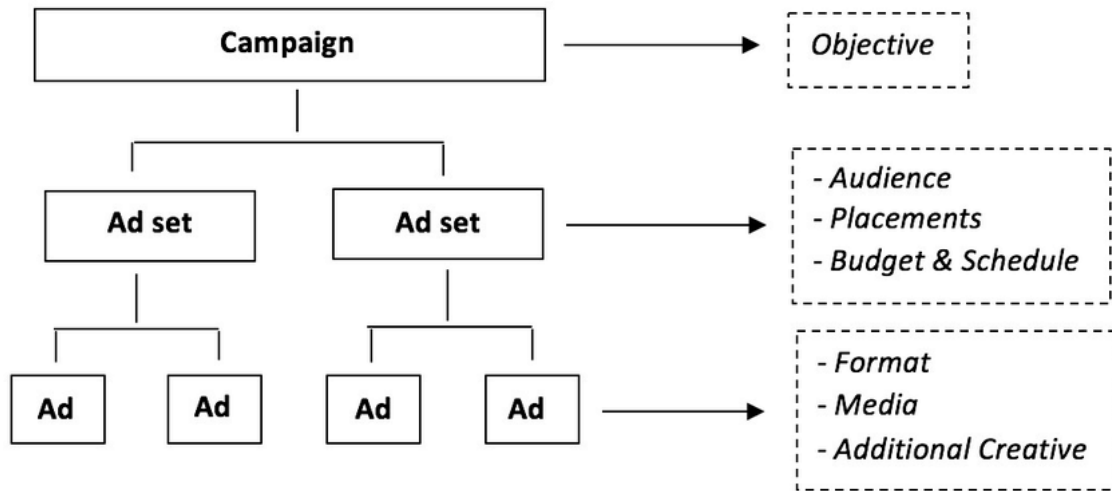 Campaign
Objective
Ad set
Ad set
- Audience
- Placements
- Budget & Schedule
Ad
Ad
Ad
Ad
- Format
- Media
- Additional Creative